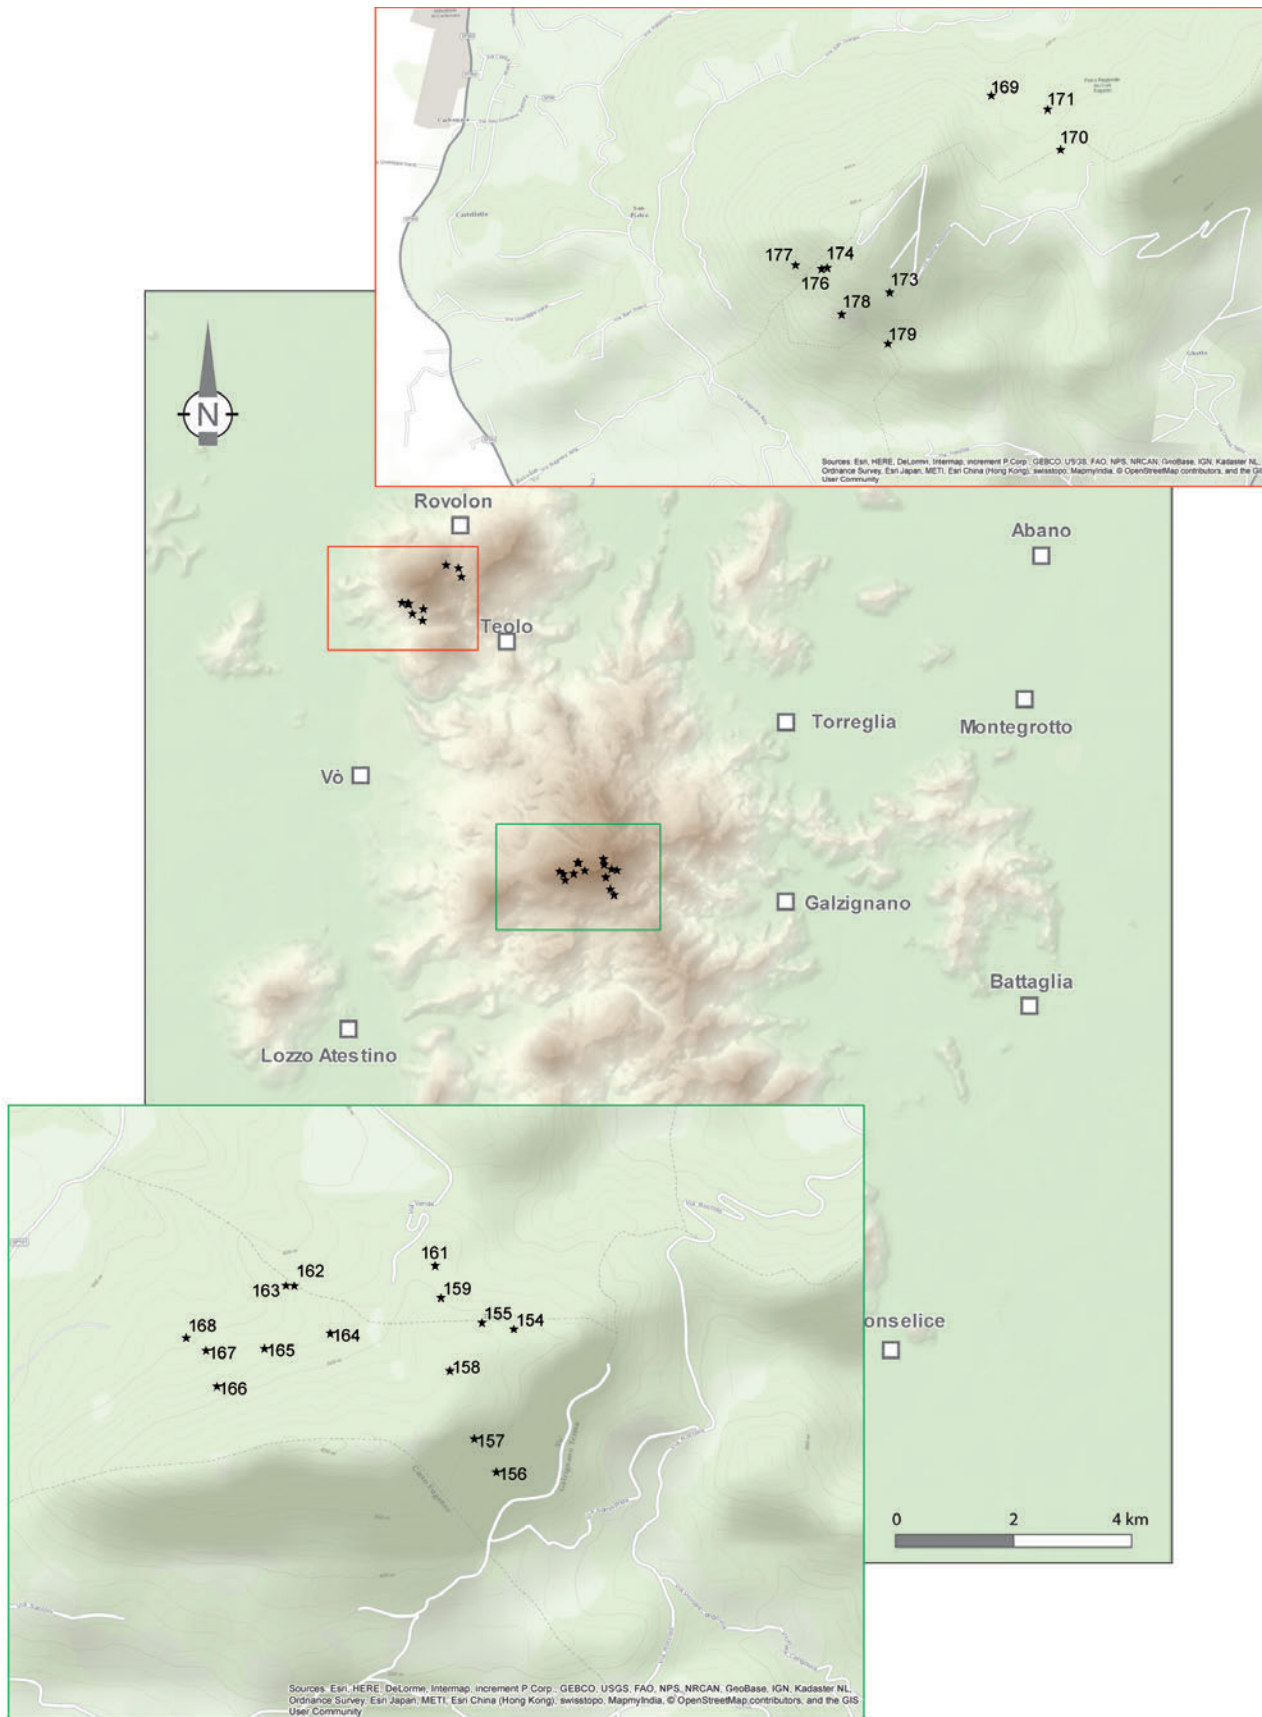 169
171
170
San
Pietro
177
174
176
173
178
179
Sources: Esri, HERE, DeLorme, Intermap, increment P Corp., GEBCO, USGS, FAO, NPS, NRCAN, GeoBase, IGN, Kadaster NL,
Ordnance Survey, Esri Japan, METI, Esri China (Hong Kong), swisstopo, MapmyIndia, © OpenStreetMap contributors, and the GIS
User Community
N
Rovolon
Abano
Teolo
Torreglia
Montegrotto
Vò
Galzignano
Battaglia
Lozzo Atestino
161
162
163
159
155
154
168
164
167
165
158
166
157
156
onselice
0 2 4 km
Sources: Esri, HERE, DeLorme, Intermap, increment P Corp., GEBCO, USGS, FAO, NPS, NRCAN, GeoBase, IGN, Kadaster NL,
Ordnance Survey, Esri Japan, METI, Esri China (Hong Kong), swisstopo, MapmyIndia, © OpenStreetMap contributors, and the GIS
User Community